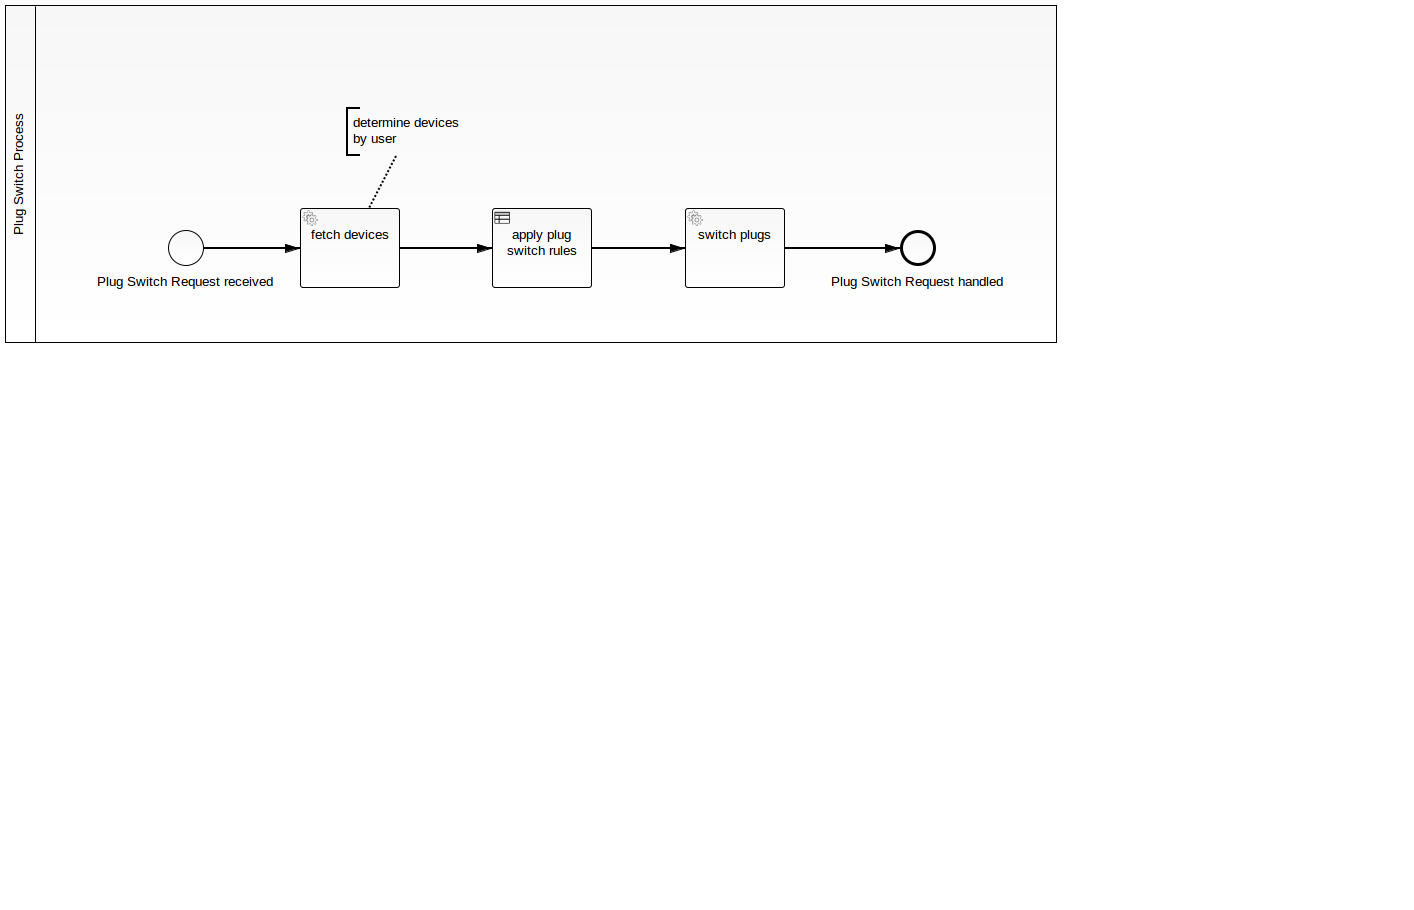 Plug Switch Process
determine devices
by user
fetch devices
apply plug
switch rules
switch plugs
Plug Switch Request received
Plug Switch Request handled